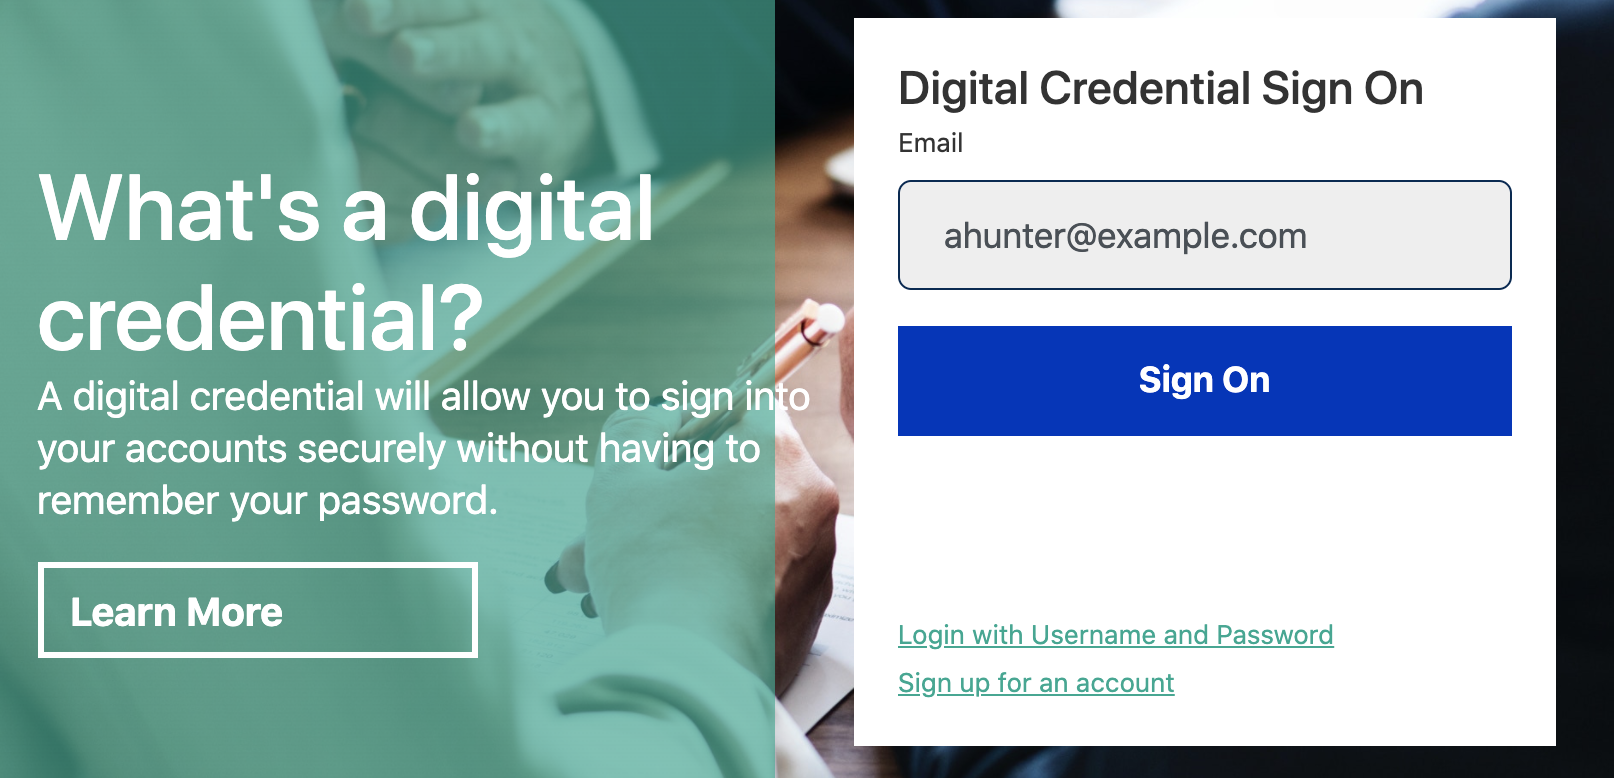 What's a digital
credential?
A digital credential will allow you to sign into
your accounts securely without having to
remember your password.
Learn More
Digital Credential Sign On
Email
ahunter@example.com
Sign On
Login with Username and Password
Sign up for an account